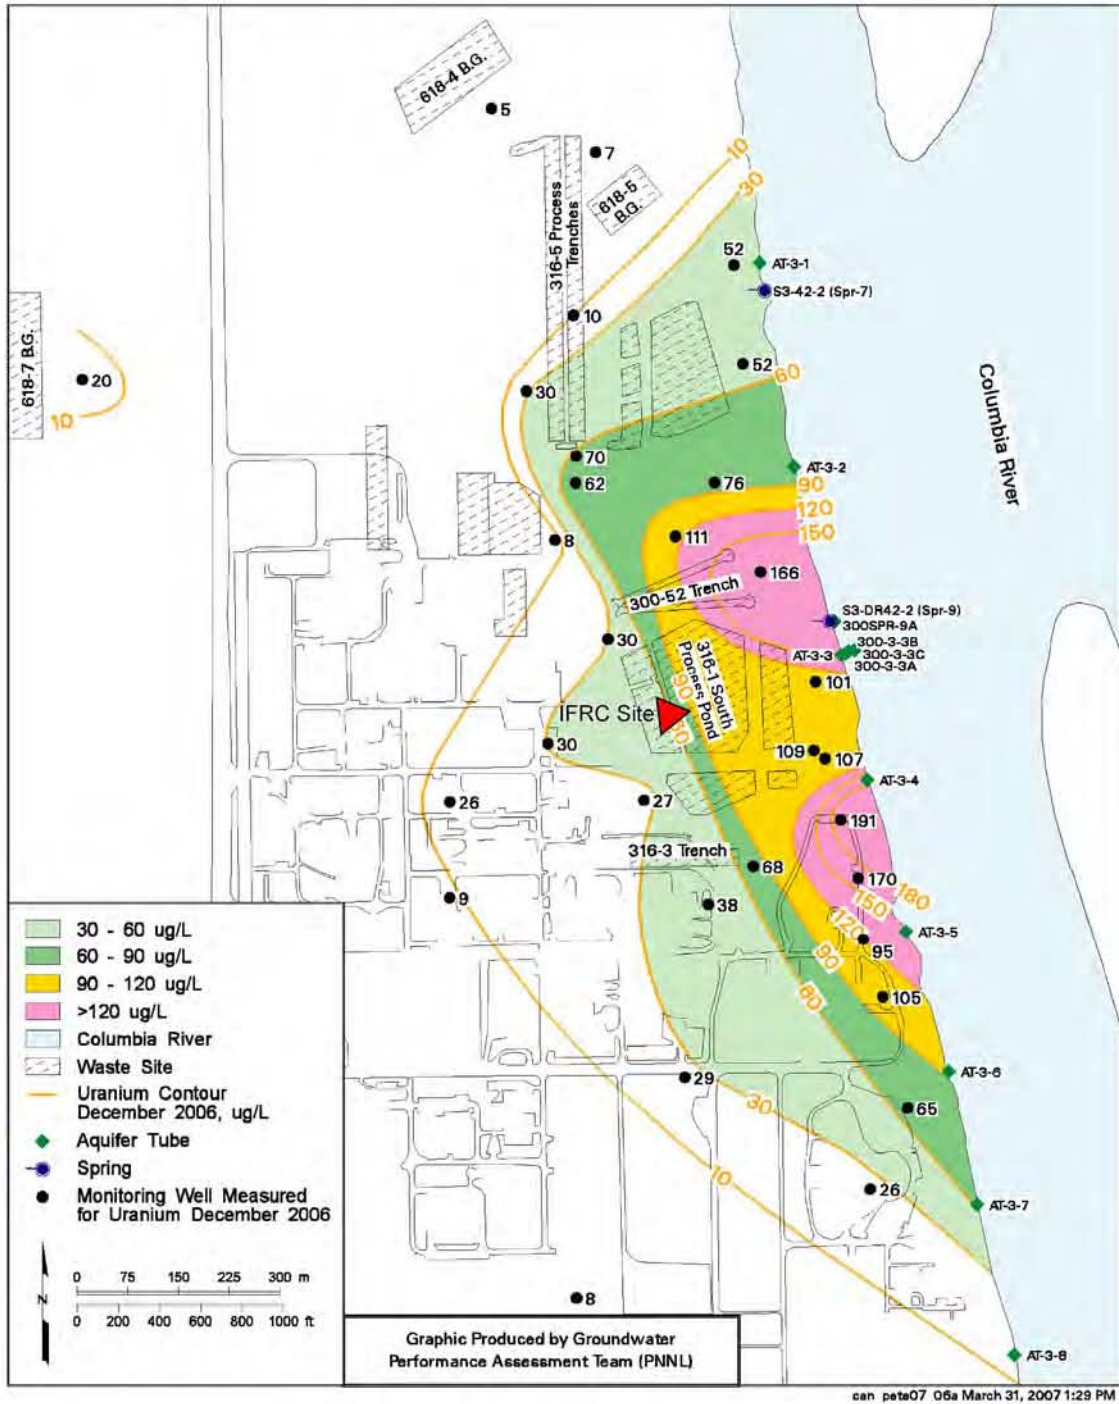 618-4 B.G.
5
7
10
30
618-5
B.G.
316-5 Process
Trenches
52
AT-3-1
S3-42-2 (Spr-7)
10
618-7 B.G.
20
10
52
60
30
Columbia River
70
62
76
AT-3-2
90
120
150
8
111
166
300-52 Trench
S3-DR42-2 (Spr-9)
300SPR-9A
300-3-3B
AT-3-3
300-3-3C
300-3-3A
30
316-1 South
Process Pond
90
60
101
IFRC Site
30
109
107
AT-3-4
26
27
191
316-3 Trench
68
170
180
150
120
9
38
95
AT-3-5
90
60
105
AT-3-6
29
30
65
10
26
AT-3-7
8
AT-3-8
30 - 60 ug/L
60 - 90 ug/L
90 - 120 ug/L
>120 ug/L
Columbia River
Waste Site
Uranium Contour
December 2006, ug/L
Aquifer Tube
Spring
Monitoring Well Measured
for Uranium December 2006
N
0 75 150 225 300 m
0 200 400 600 800 1000 ft
Graphic Produced by Groundwater
Performance Assessment Team (PNNL)
can_pete07_06a March 31, 2007 1:29 PM